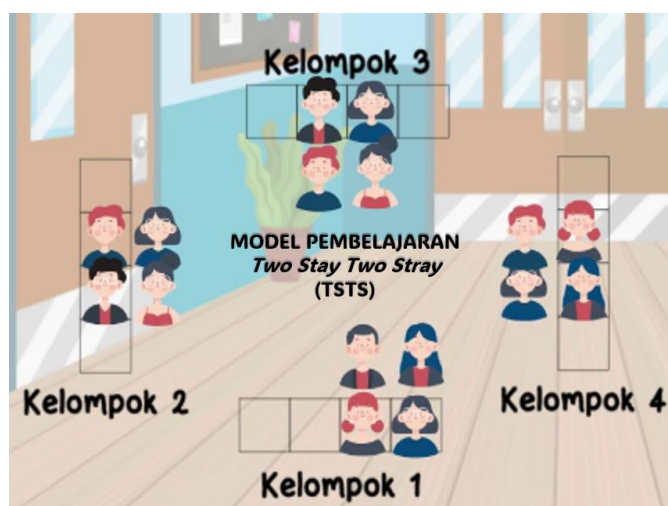 Kelompok 3
MODEL PEMBELAJARAN
Two Stay Two Stray
(TSTS)
Kelompok 2
Kelompok 4
Kelompok 1